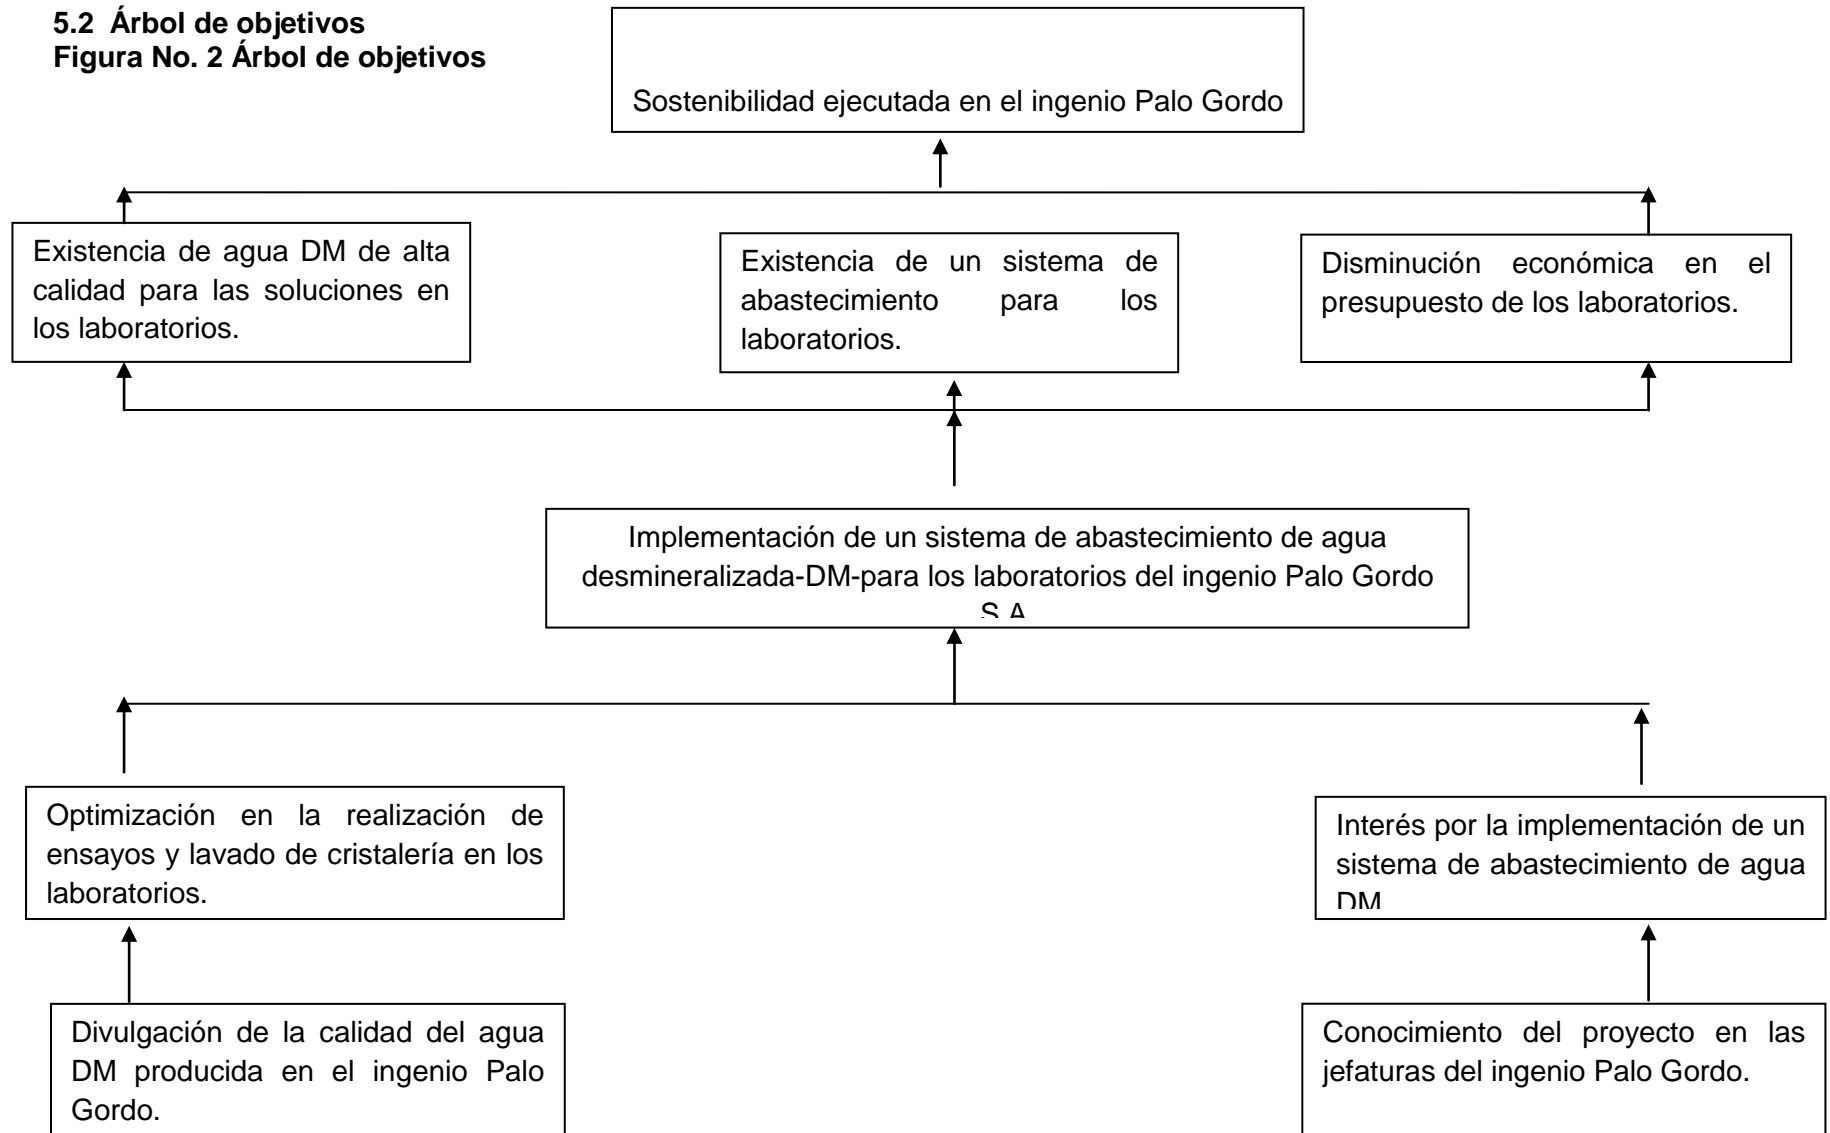 5.2 Árbol de objetivos
Figura No. 2 Árbol de objetivos
Sostenibilidad ejecutada en el ingenio Palo Gordo
Existencia de agua DM de alta
calidad para las soluciones en
los laboratorios.
Existencia de un sistema de
abastecimiento para los
laboratorios.
Disminución económica en el
presupuesto de los laboratorios.
Implementación de un sistema de abastecimiento de agua
desmineralizada-DM-para los laboratorios del ingenio Palo Gordo
S.A
Optimización en la realización de
ensayos y lavado de cristalería en los
laboratorios.
Interés por la implementación de un
sistema de abastecimiento de agua
DM
Divulgación de la calidad del agua
DM producida en el ingenio Palo
Gordo.
Conocimiento del proyecto en las
jefaturas del ingenio Palo Gordo.